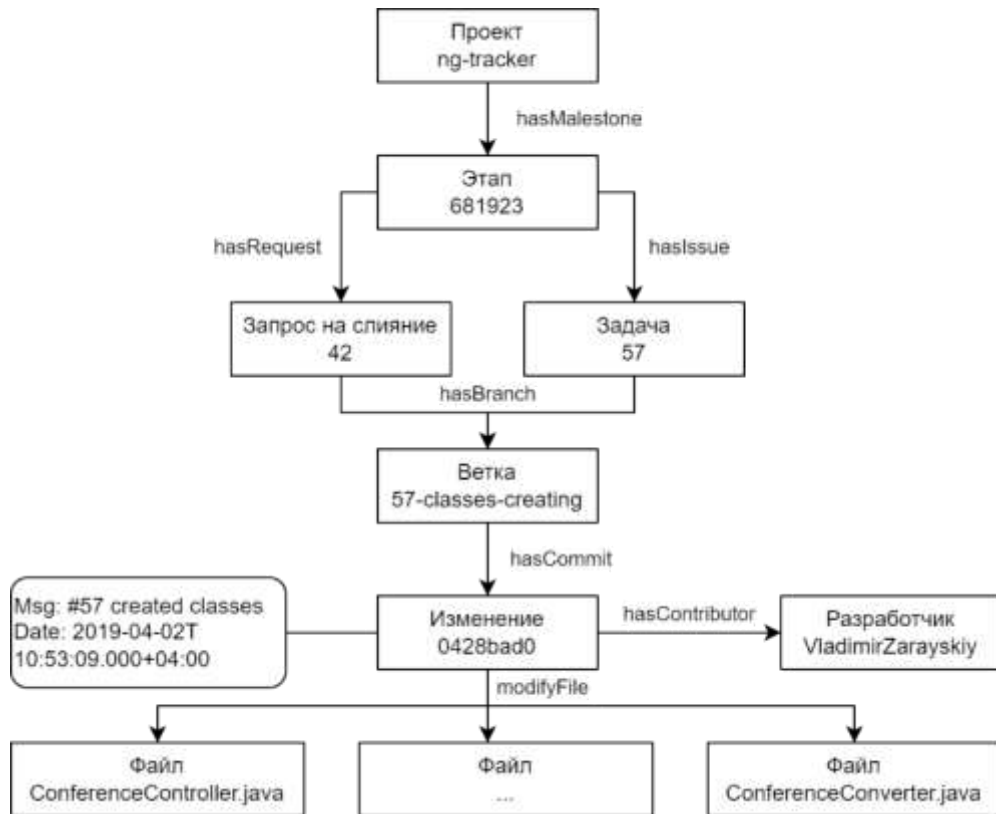 Проект
ng-tracker
hasMalestone
Этап
681923
hasRequest
hasIssue
Запрос на слияние
42
Задача
57
hasBranch
Ветка
57-classes-creating
hasCommit
Msg: #57 created classes
Date: 2019-04-02T
10:53:09.000+04:00
Изменение
0428bad0
hasContributor
Разработчик
VladimirZarayskiy
modifyFile
Файл
ConferenceController.java
Файл
...
Файл
ConferenceConverter.java